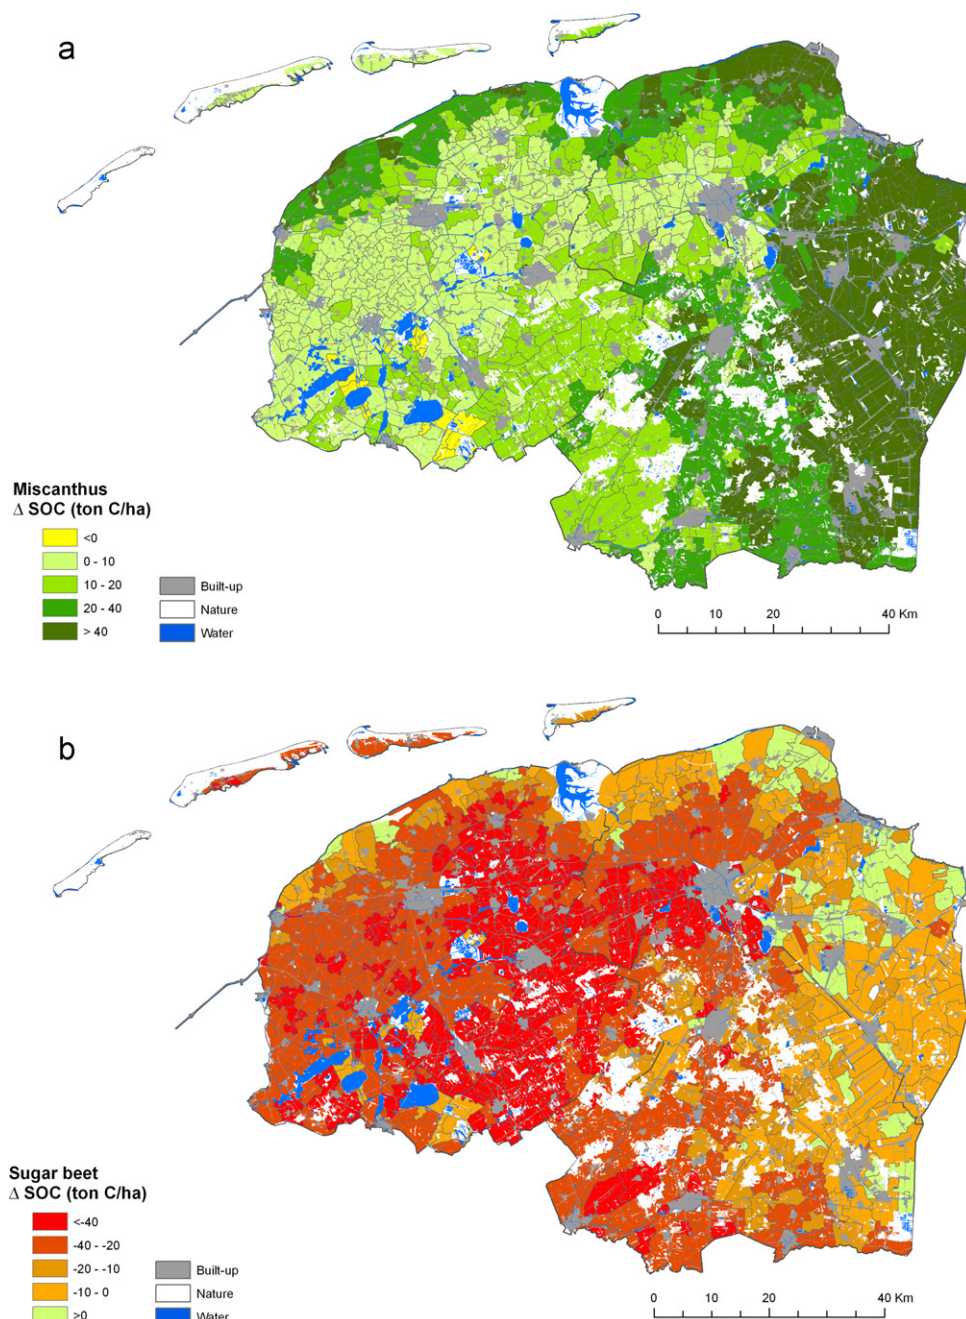 a
Miscanthus
Δ SOC (ton C/ha)
<0
0 - 10
10 - 20
20 - 40
> 40
Built-up
Nature
Water
0 10 20 40 Km
b
Sugar beet
Δ SOC (ton C/ha)
<-40
-40 - -20
-20 - -10
-10 - 0
>0
Built-up
Nature
Water
0 10 20 40 Km